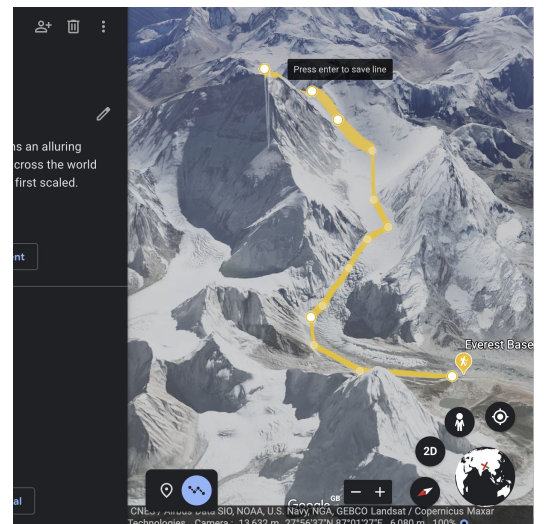 Press enter to save line
ns an alluring
cross the world
first scaled.
nt
Everest Base
2D
al
Google
GB
CNES / Airbus Data SIO, NOAA, U.S. Navy, NGA, GEBCO Landsat / Copernicus Maxar
Technologies Camera: 13,632 m 27°56'37"N 87°01'27"E 6,080 m 100%